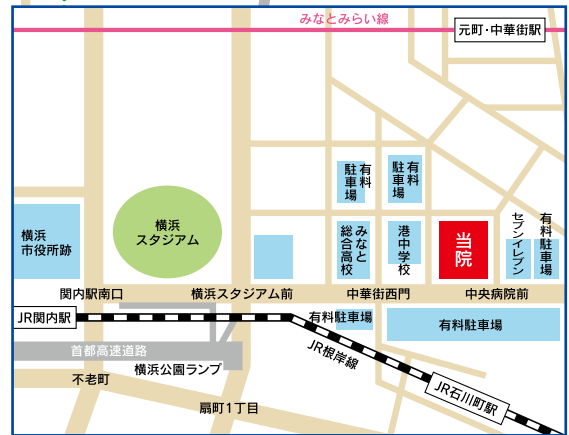 みなとみらい線
元町・中華街駅
有料
駐車場
有料
駐車場
横浜
スタジアム
横浜
市役所跡
みなと
総合高校
港中学校
当院
セブンイレブン
有料駐車場
関内駅南口
横浜スタジアム前
中華街西門
中央病院前
JR関内駅
有料駐車場
有料駐車場
首都高速道路
横浜公園ランプ
JR根岸線
不老町
JR石川町駅
扇町1丁目